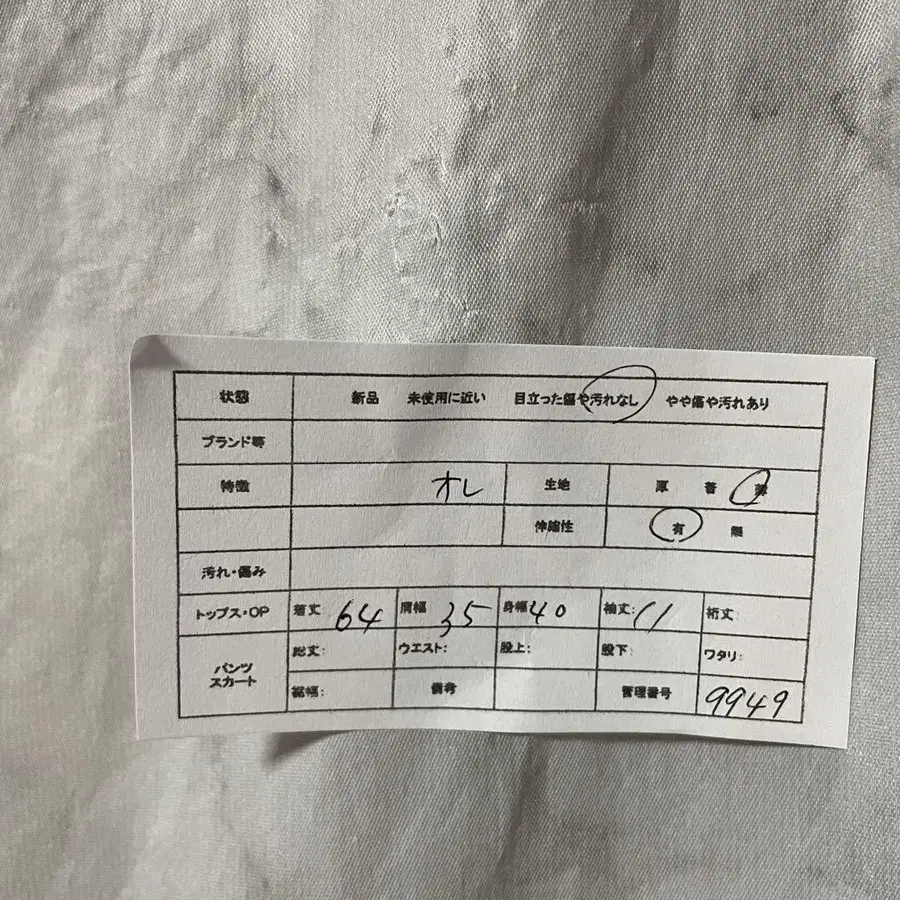 状態 新品 未使用に近い 目立った傷や汚れなし やや傷や汚れあり
ブランド等
特徴 オレ 生地 厚 普 薄
伸縮性 有 無
汚れ・傷み
トップス・OP 着丈 64 肩幅 35 身幅 40 袖丈: 11 裄丈:
パンツ スカート 総丈: ウエスト: 股上: 股下: ワタリ:
裾幅: 備考 管理番号 9949